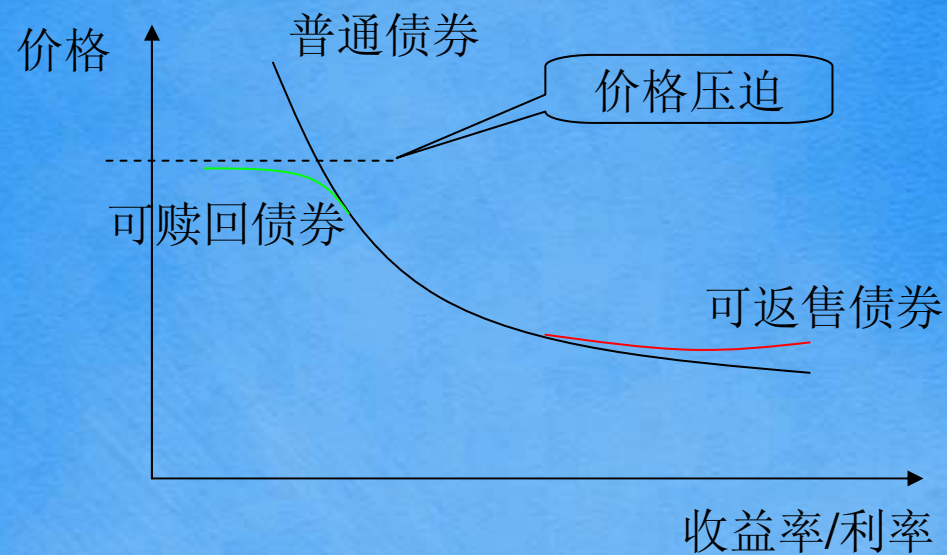 普通债券
价格
价格压迫
可赎回债券
可返售债券
收益率/利率